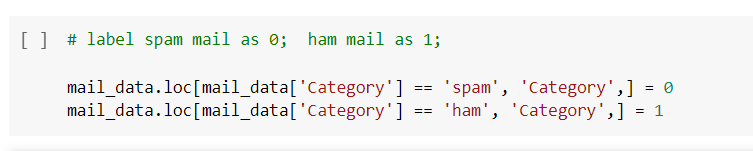 [ ] # label spam mail as 0;  ham mail as 1;
mail_data.loc[mail_data['Category'] == 'spam', 'Category',] = 0
mail_data.loc[mail_data['Category'] == 'ham', 'Category',] = 1